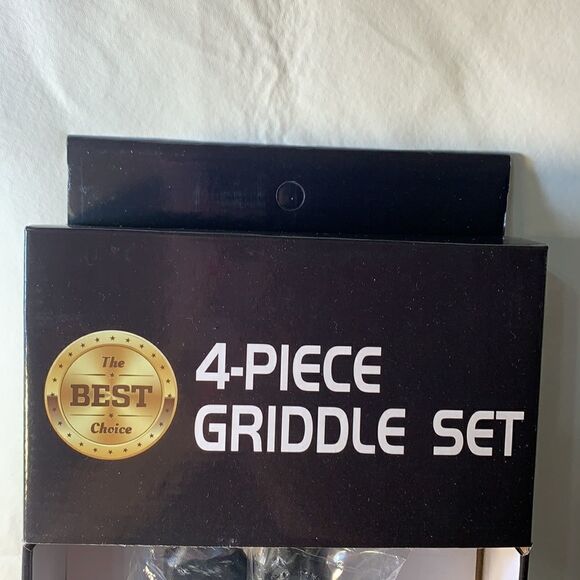 The
BEST
Choice
4-PIECE
GRIDDLE SET